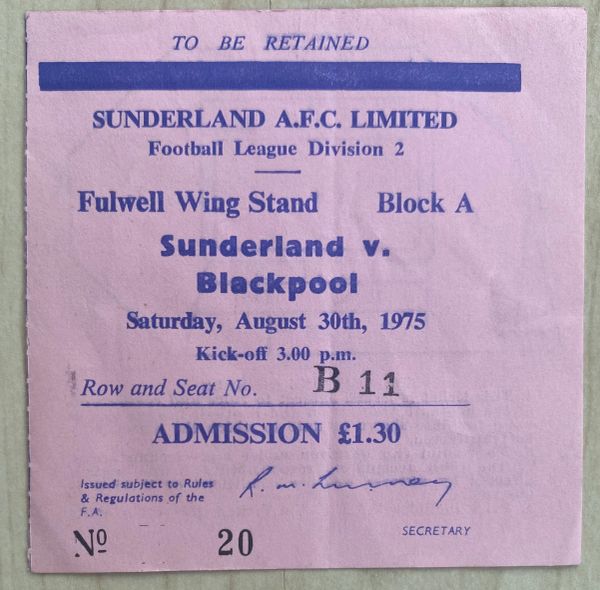 TO BE RETAINED
SUNDERLAND A.F.C. LIMITED
Football League Division 2
Fulwell Wing Stand Block A
Sunderland v.
Blackpool
Saturday, August 30th, 1975
Kick-off 3.00 p.m.
Row and Seat No. B 11
ADMISSION £1.30
Issued subject to Rules
& Regulations of the
F.A.
SECRETARY
Nº 20